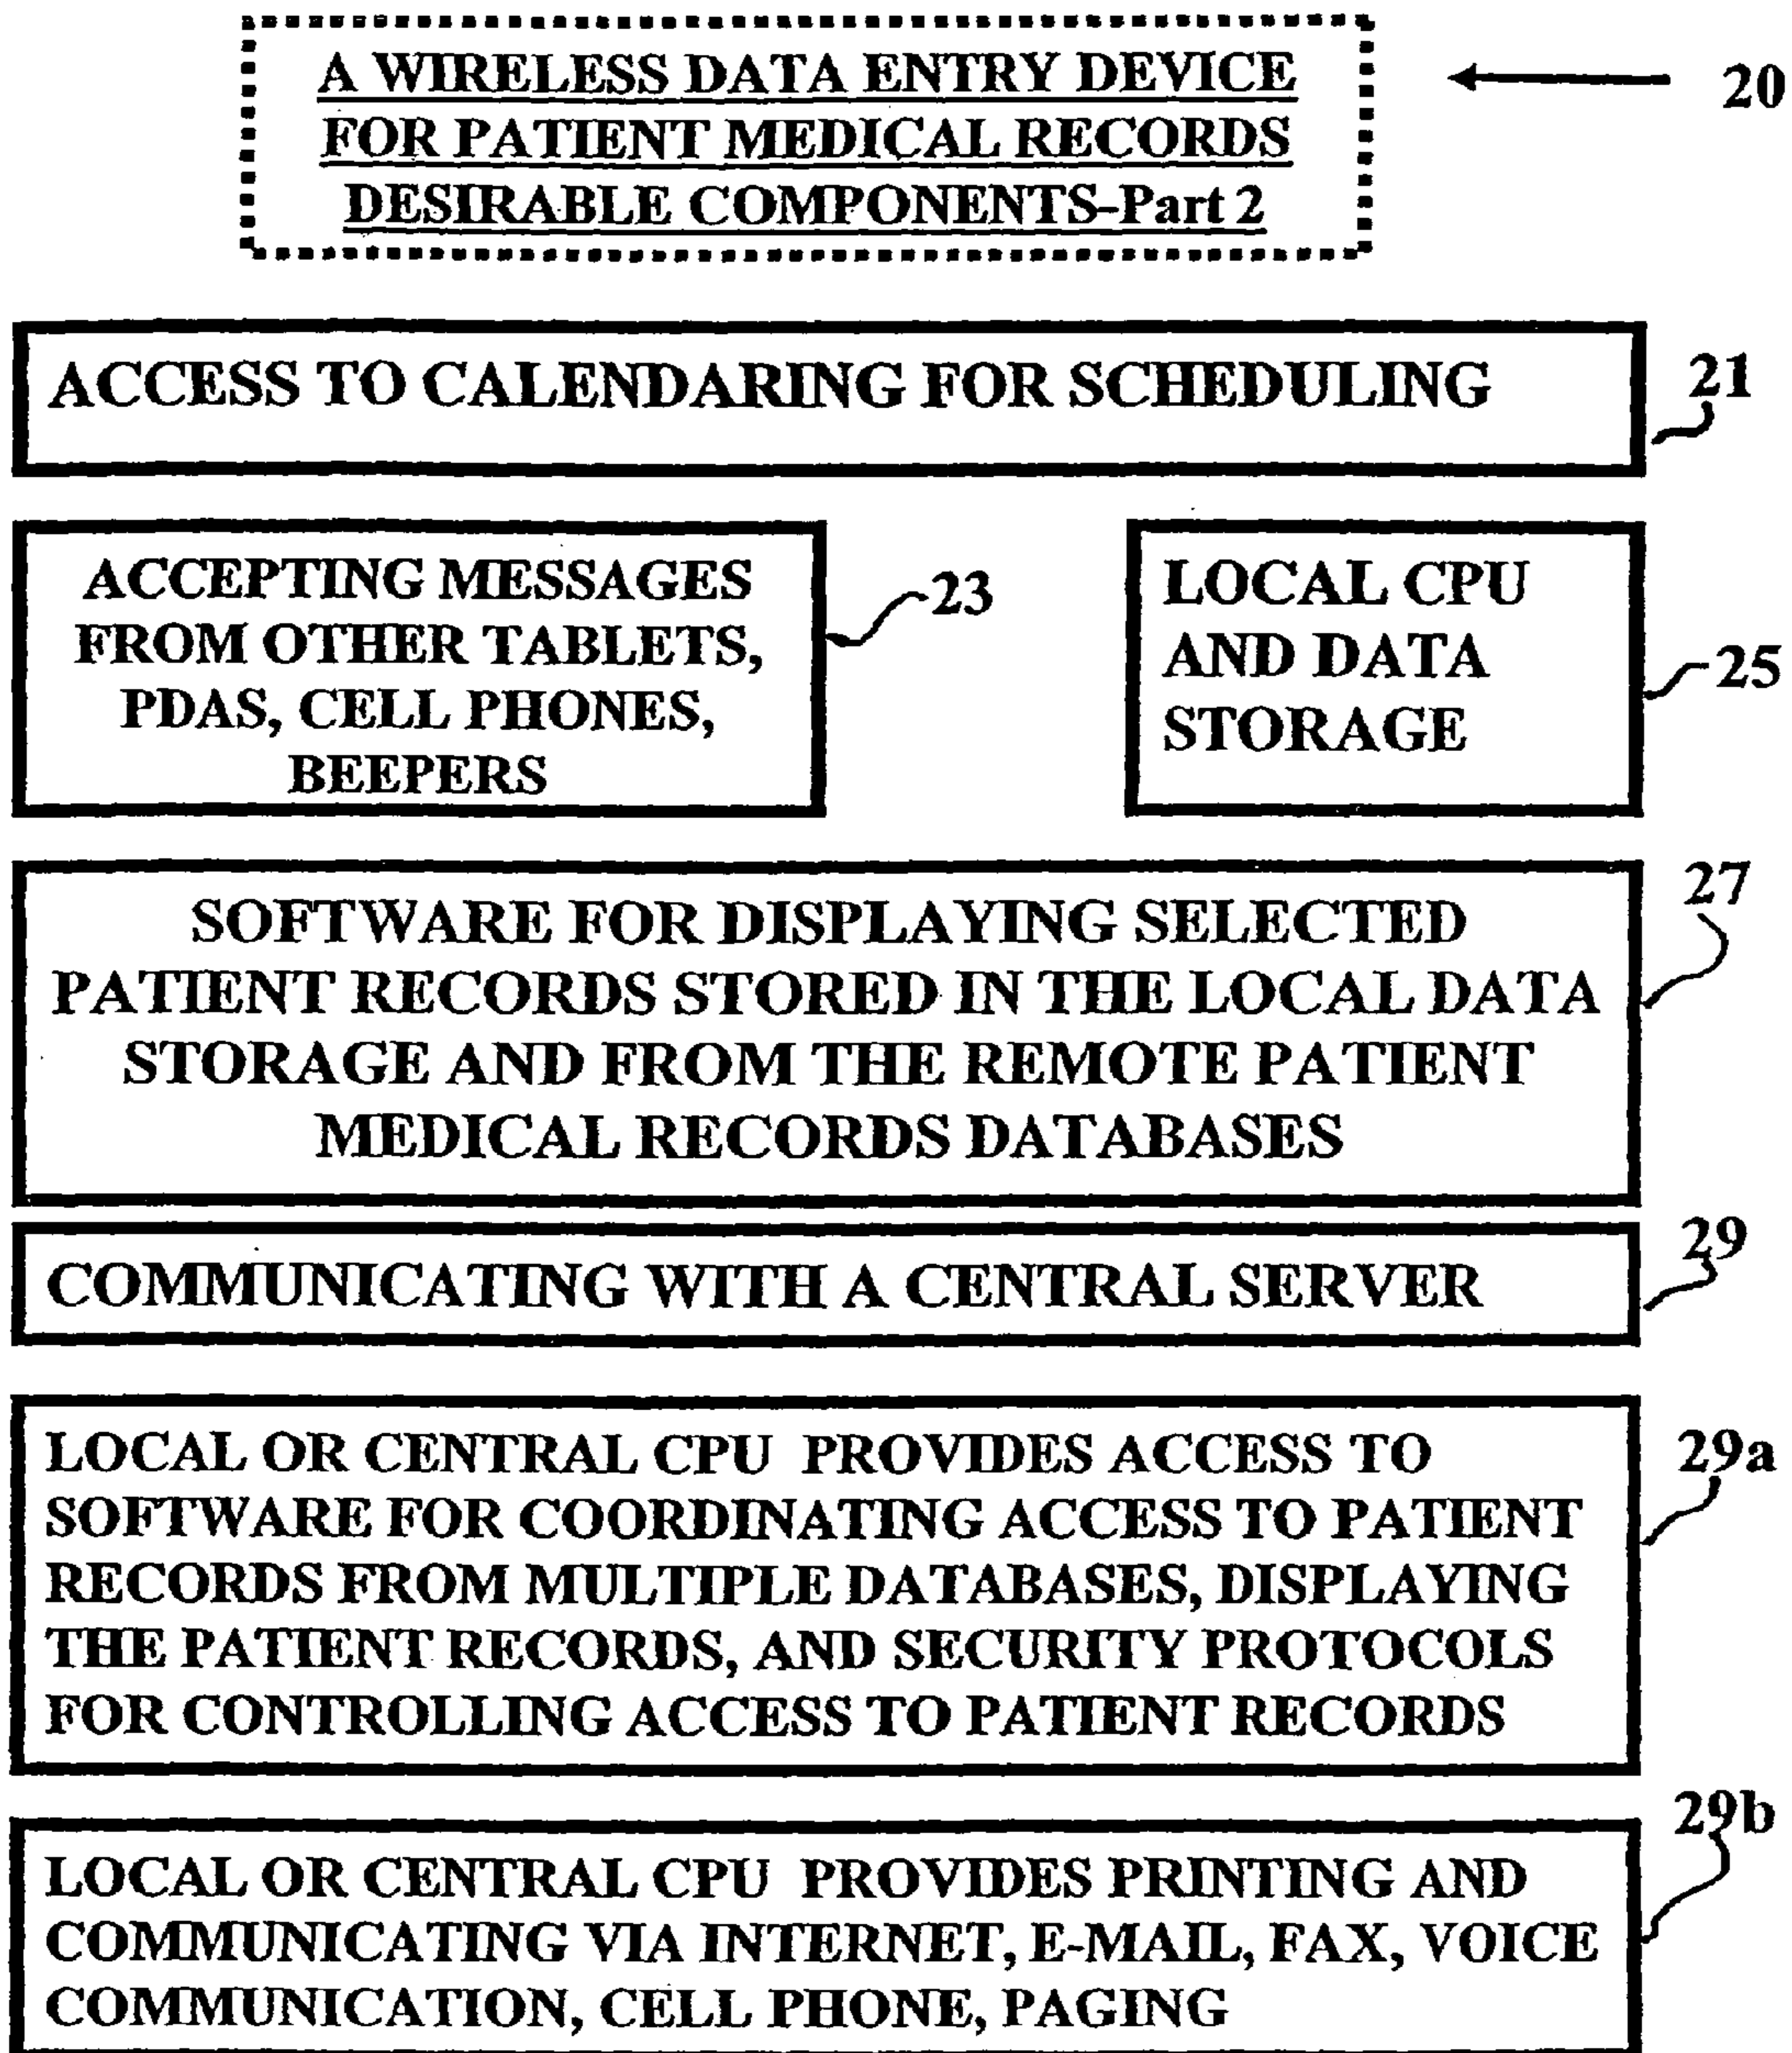 A WIRELESS DATA ENTRY DEVICE
FOR PATIENT MEDICAL RECORDS
DESIRABLE COMPONENTS-Part 2
20
ACCESS TO CALENDARING FOR SCHEDULING
21
ACCEPTING MESSAGES
FROM OTHER TABLETS,
PDAS, CELL PHONES,
BEEPERS
23
LOCAL CPU
AND DATA
STORAGE
25
SOFTWARE FOR DISPLAYING SELECTED
PATIENT RECORDS STORED IN THE LOCAL DATA
STORAGE AND FROM THE REMOTE PATIENT
MEDICAL RECORDS DATABASES
27
COMMUNICATING WITH A CENTRAL SERVER
29
LOCAL OR CENTRAL CPU PROVIDES ACCESS TO
SOFTWARE FOR COORDINATING ACCESS TO PATIENT
RECORDS FROM MULTIPLE DATABASES, DISPLAYING
THE PATIENT RECORDS, AND SECURITY PROTOCOLS
FOR CONTROLLING ACCESS TO PATIENT RECORDS
29a
LOCAL OR CENTRAL CPU PROVIDES PRINTING AND
COMMUNICATING VIA INTERNET, E-MAIL, FAX, VOICE
COMMUNICATION, CELL PHONE, PAGING
29b